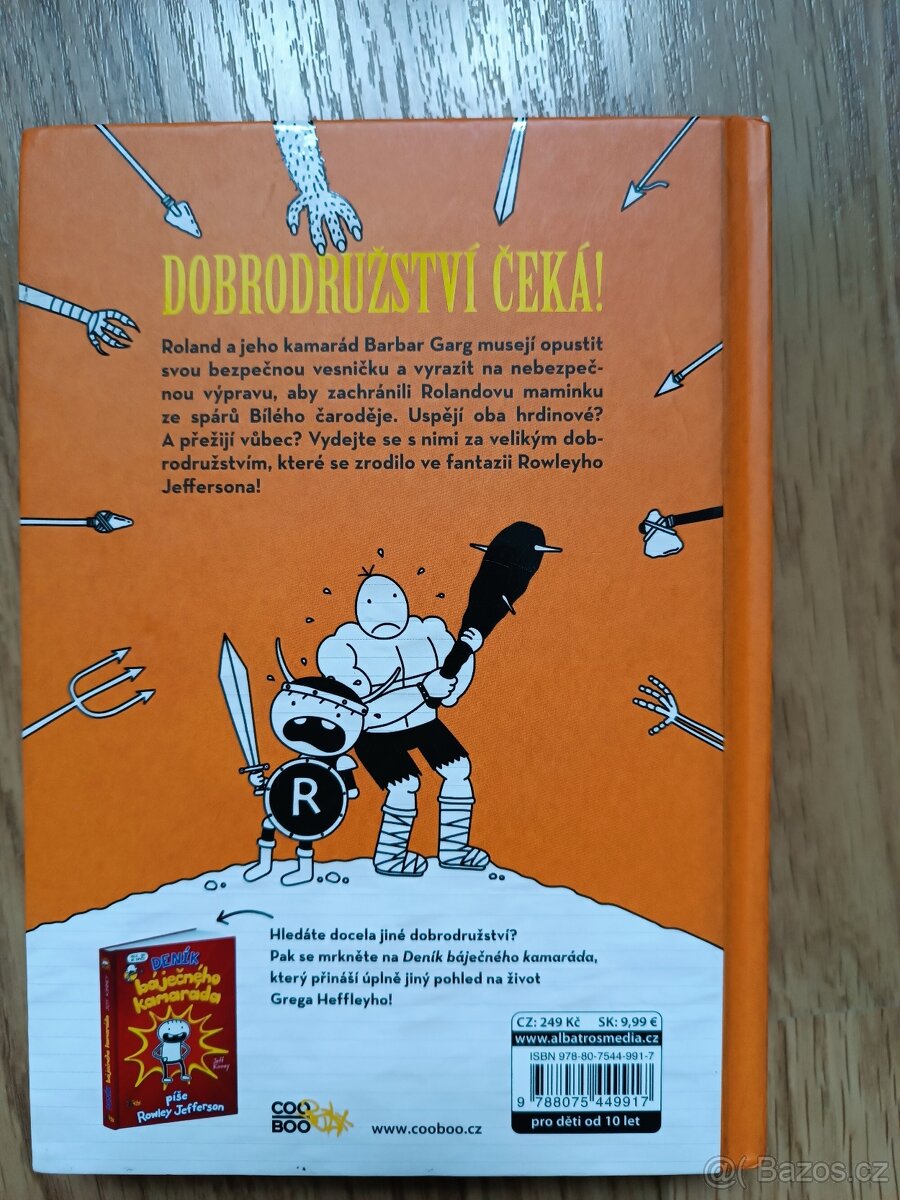 DOBRODRUŽSTVÍ ČEKÁ!
Roland a jeho kamarád Barbar Garg musejí opustit
svou bezpečnou vesničku a vyrazit na nebezpeč-
nou výpravu, aby zachránili Rolandovu maminku
ze spárů Bílého čaroděje. Uspějí oba hrdinové?
A přežijí vůbec? Vydejte se s nimi za velikým dob-
rodružstvím, které se zrodilo ve fantazii Rowleyho
Jeffersona!
R
Hledáte docela jiné dobrodružství?
Pak se mrkněte na Deník báječného kamaráda,
který přináší úplně jiný pohled na život
Grega Heffleyho!
DENÍK
báječného
kamaráda
Jeff
Kinney
píše
Rowley Jefferson
CZ: 249 Kč SK: 9,99 €
www.albatrosmedia.cz
ISBN 978-80-7544-991-7
9 788075 449917
pro děti od 10 let
COO
BOO
www.cooboo.cz
@ Bazos.cz